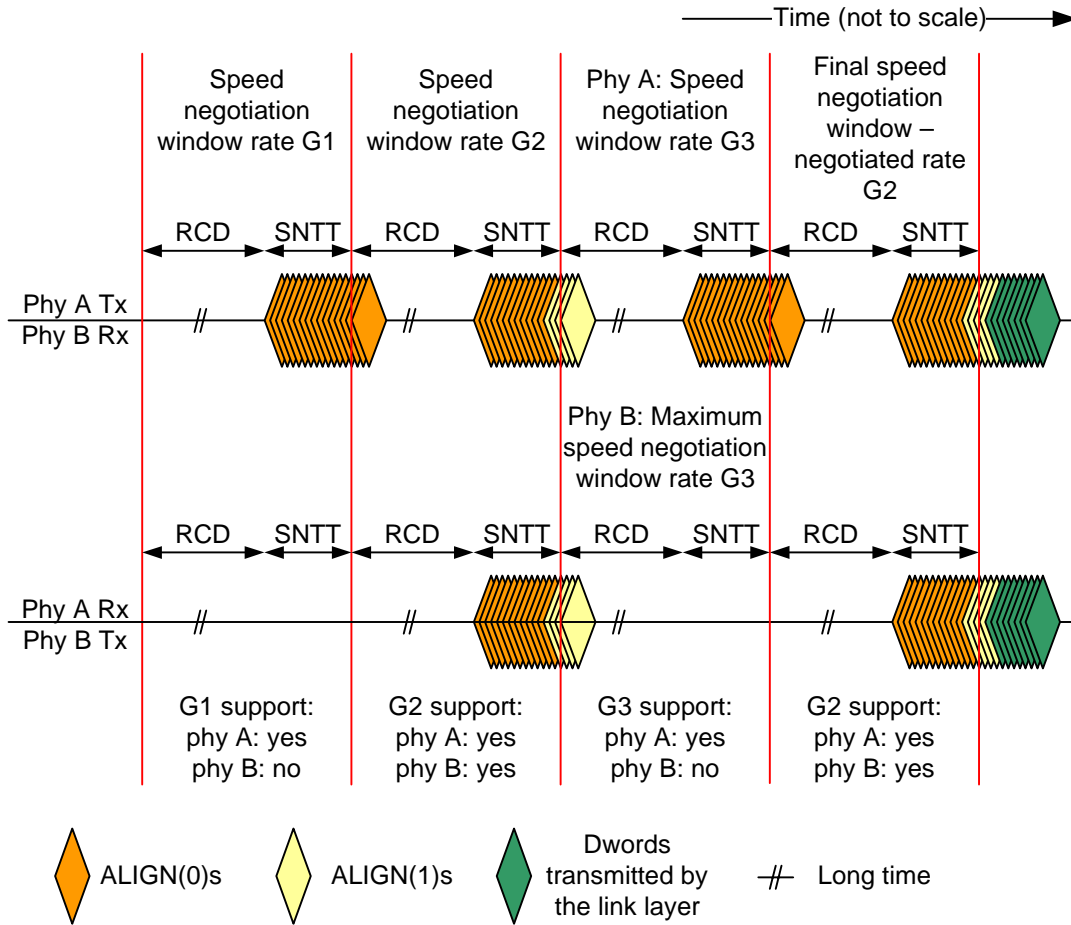 Time (not to scale)
Speed
negotiation
window rate G1
Speed
negotiation
window rate G2
Phy A: Speed
negotiation
window rate G3
Final speed
negotiation
window –
negotiated rate
G2
RCD SNTT RCD SNTT RCD SNTT RCD SNTT
Phy A Tx
Phy B Rx
Phy B: Maximum
speed negotiation
window rate G3
RCD SNTT RCD SNTT RCD SNTT RCD SNTT
Phy A Rx
Phy B Tx
G1 support:
phy A: yes
phy B: no
G2 support:
phy A: yes
phy B: yes
G3 support:
phy A: yes
phy B: no
G2 support:
phy A: yes
phy B: yes
ALIGN(0)s
ALIGN(1)s
Dwords
transmitted by
the link layer
Long time